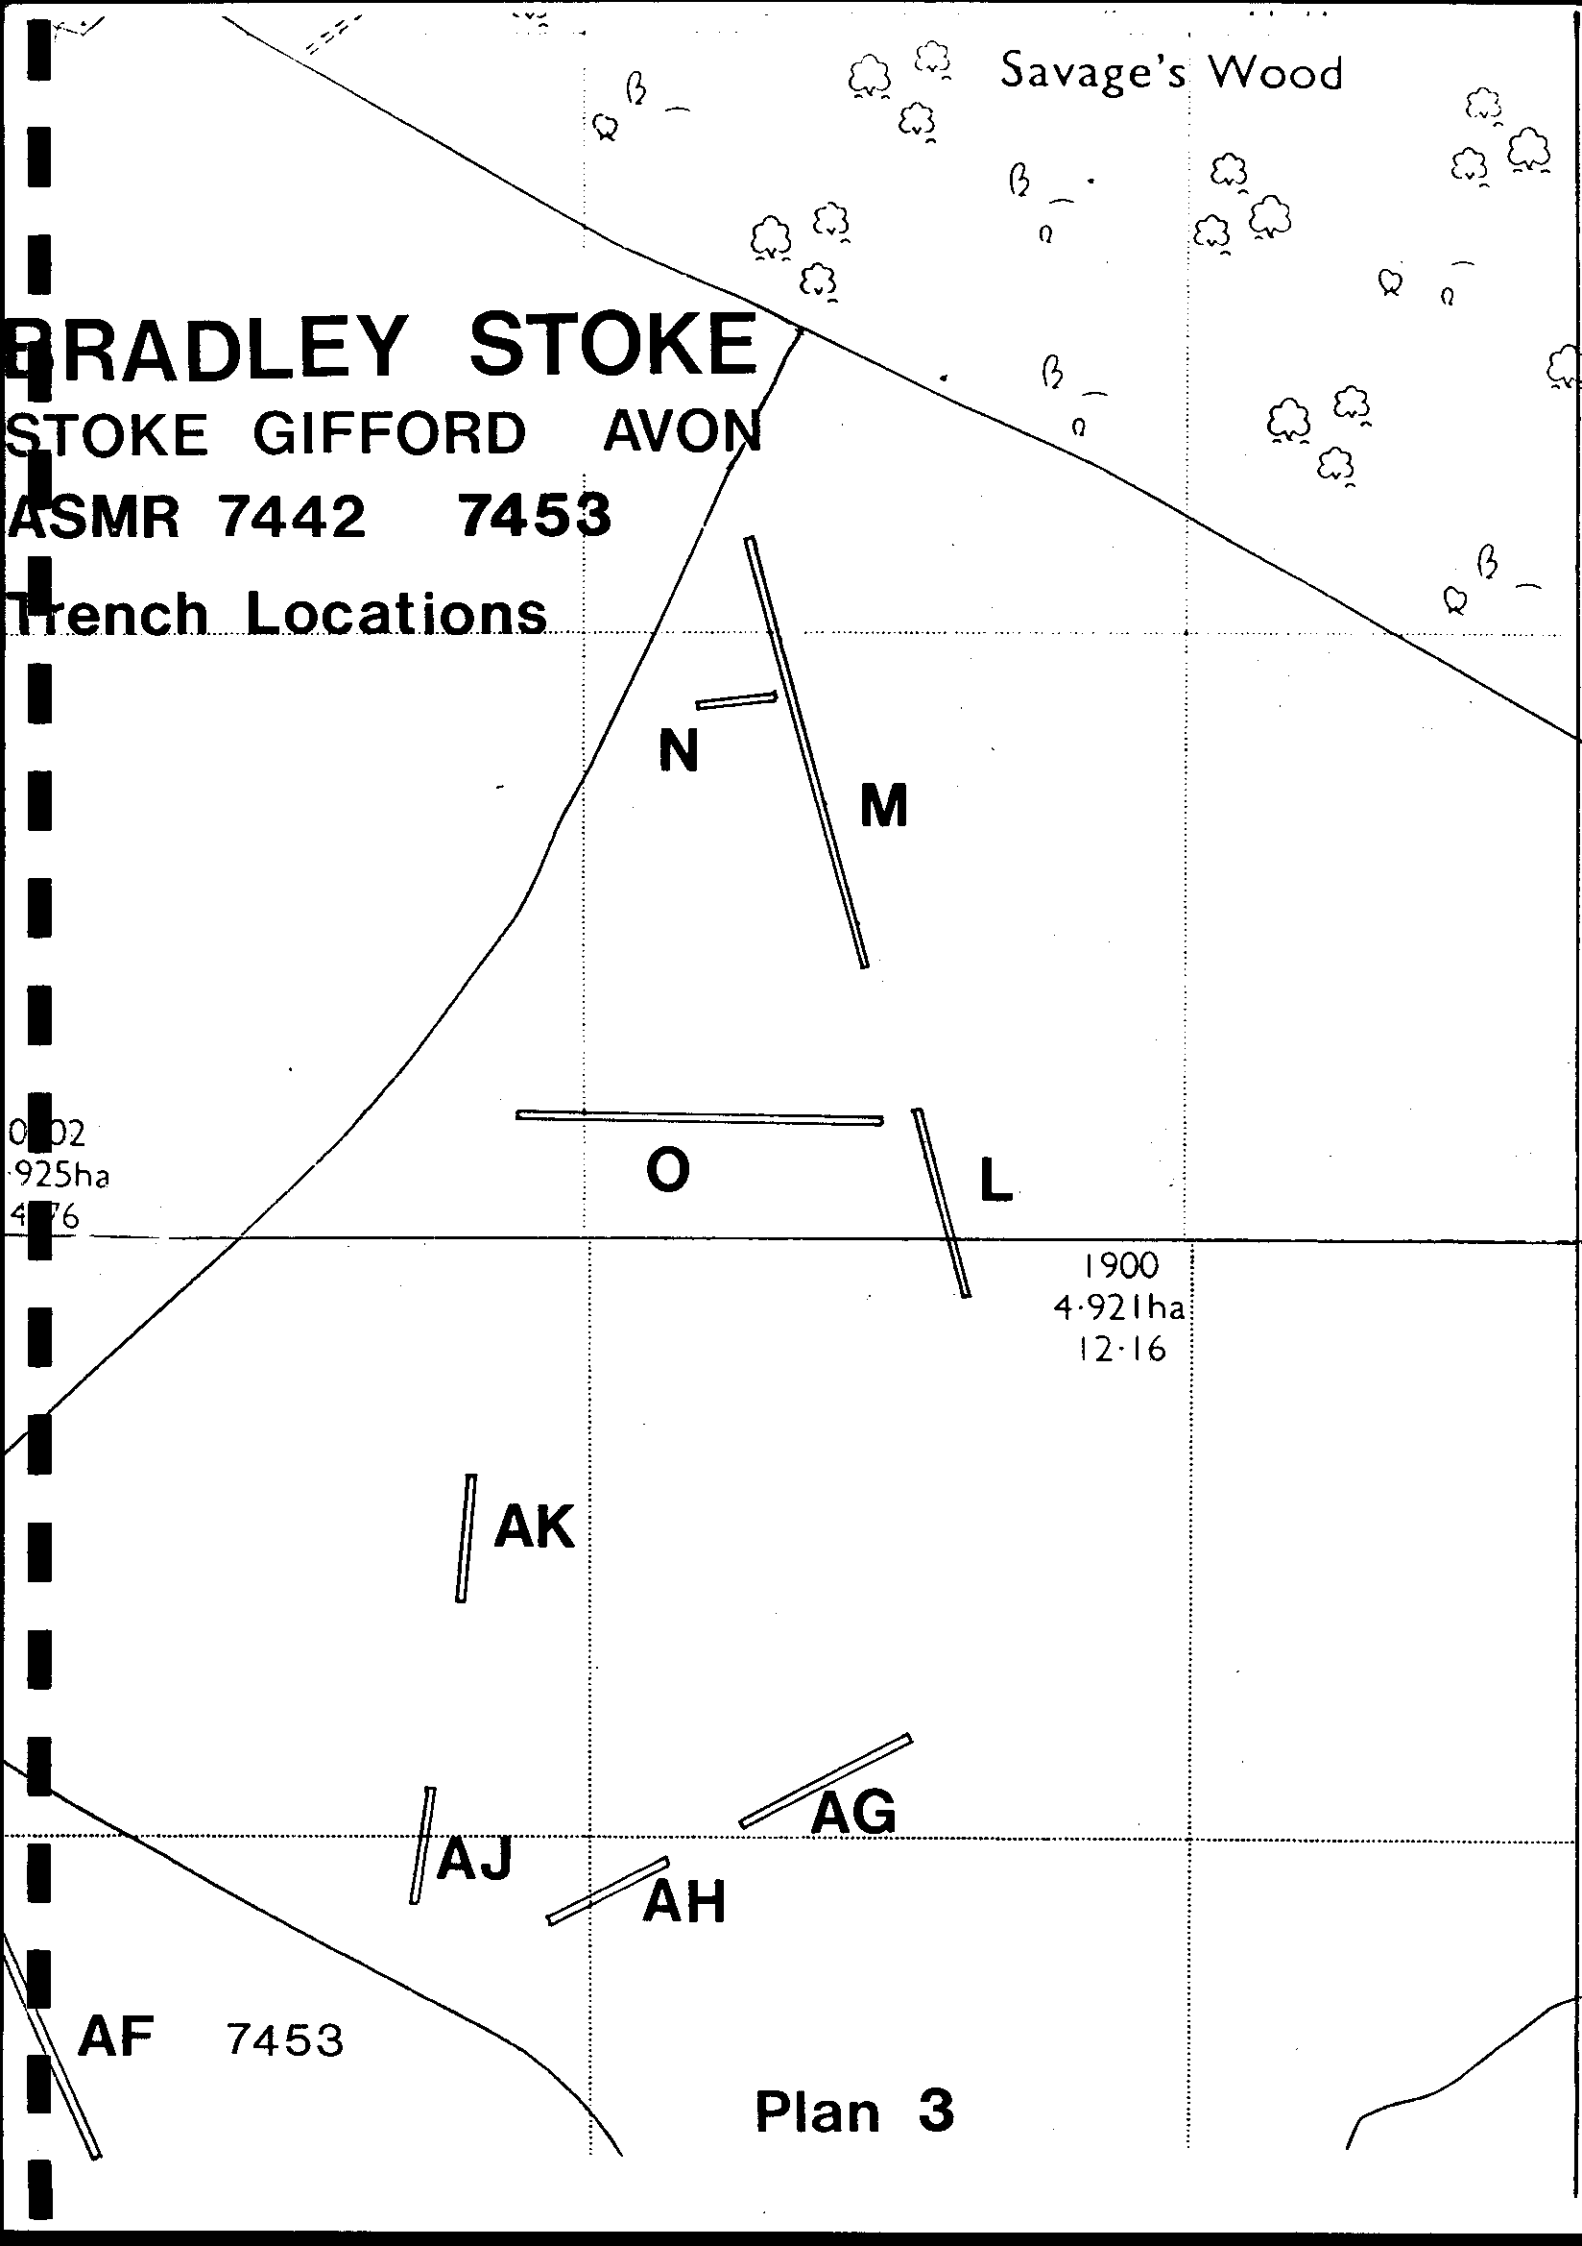 Savage's Wood
BRADLEY STOKE
STOKE GIFFORD AVON
ASMR 7442 7453
Trench Locations
N
M
O
L
925ha
1900
4·921ha
12·16
AK
AG
AJ
AH
AF 7453
Plan 3